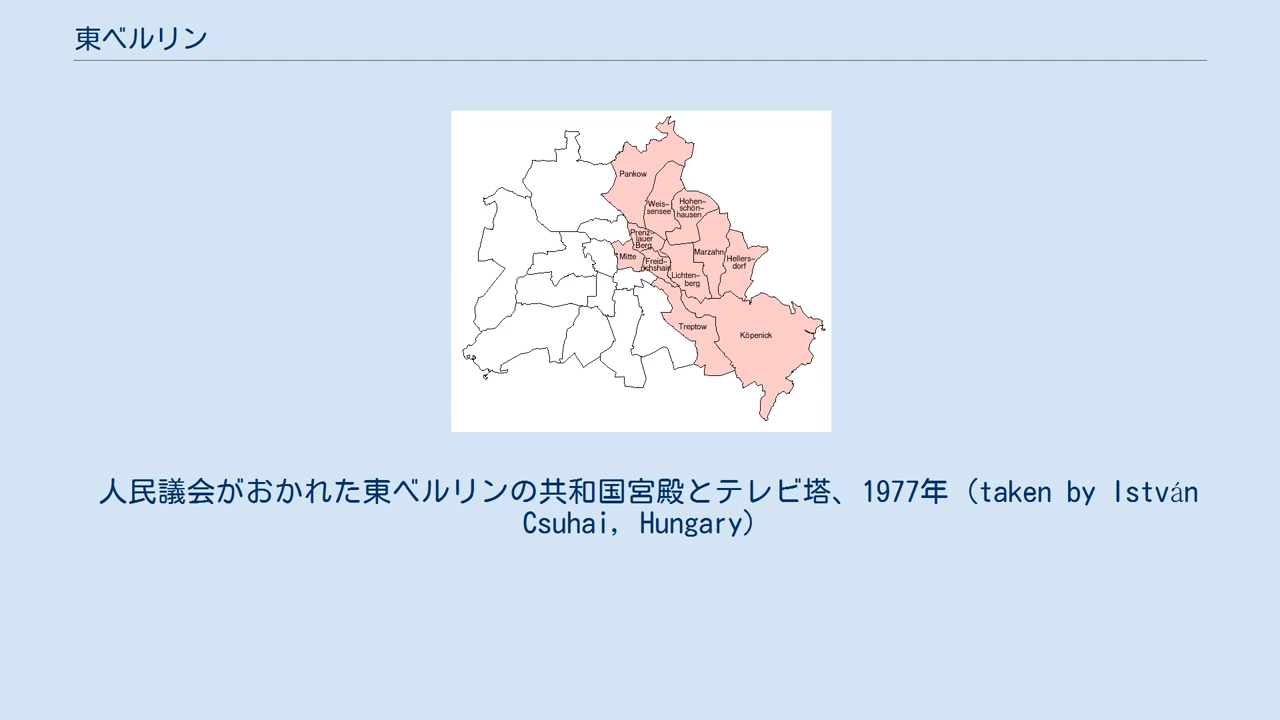 東ベルリン
Pankow
Weis-
sensee
Hohen-
schön-
hausen
Prenz-
lauer
Berg
Mitte
Freid-
richshain
Marzahn
Hellers-
dorf
Lichten-
berg
Treptow
Köpenick
人民議会がおかれた東ベルリンの共和国宮殿とテレビ塔、1977年（taken by István
Csuhai, Hungary）